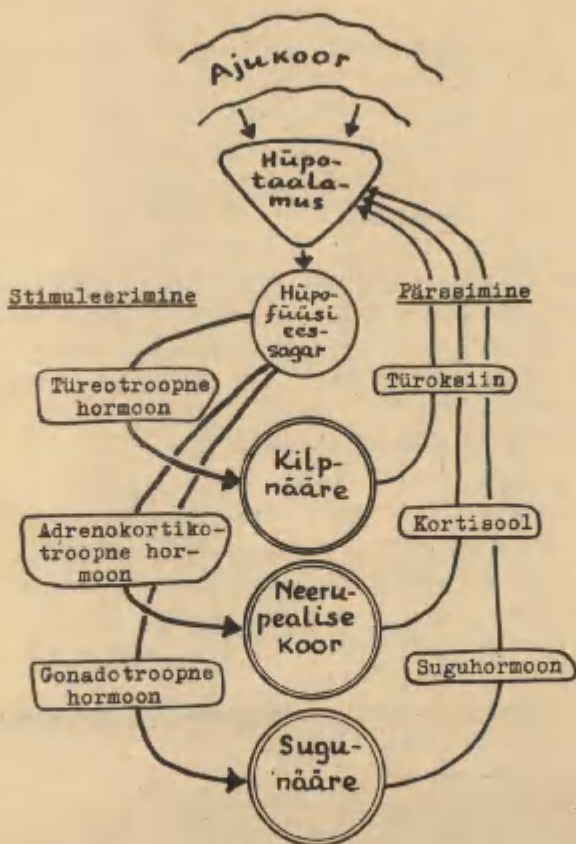 Ajukoor
Hüpo-
taala-
mus
Stimuleerimine
Hüpo-
füüsi
ees-
sagar
Pärssimine
Türeotroopne
hormoon
Türoksiin
Kilp-
nääre
Adrenokortiko-
troopne hor-
moon
Kortisool
Neeru-
pealise
koor
Gonadotroopne
hormoon
Suguhormoon
Sugu-
nääre